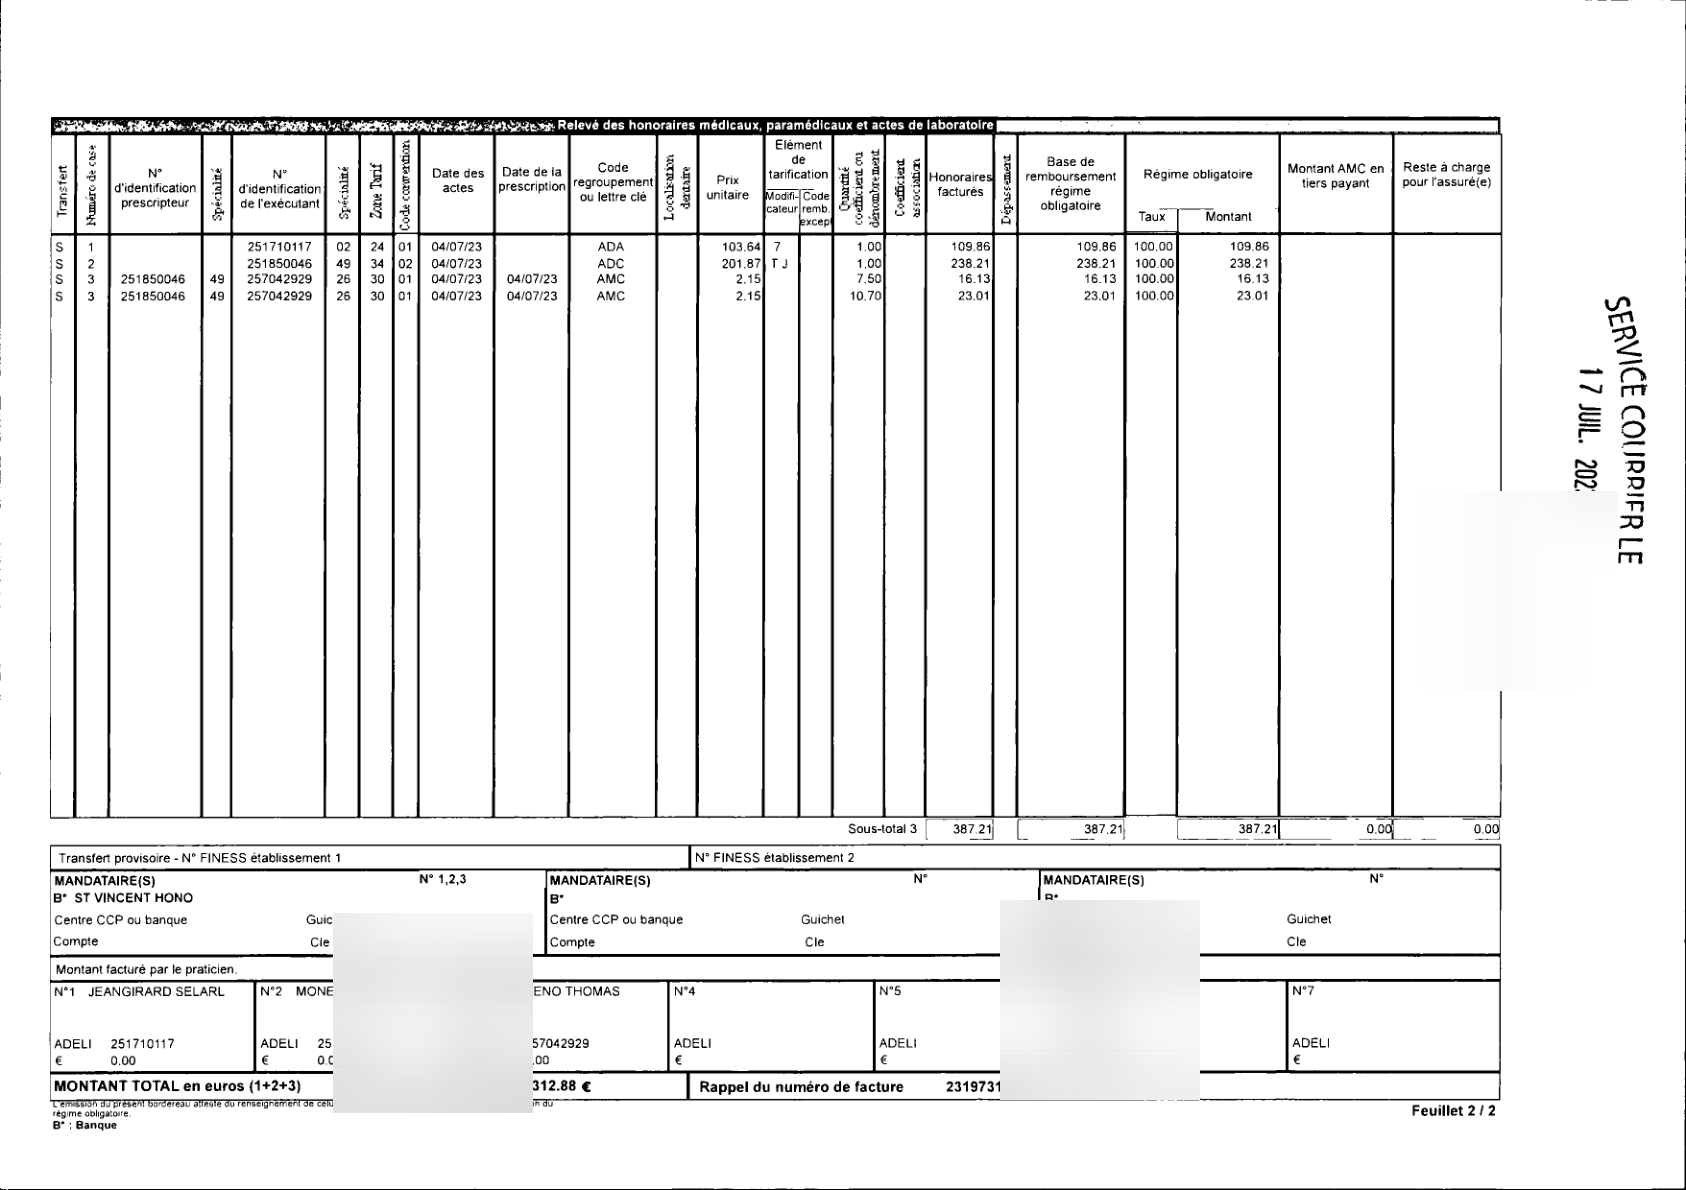 Relevé des honoraires médicaux, paramédicaux et actes de laboratoire
Transfert
Numéro de case
N° d'identification prescripteur
Spécialité
N° d'identification de l'exécutant
Spécialité
Zone Tarif
Code convention
Date des actes
Date de la prescription
Code regroupement ou lettre clé
Localisation dentaire
Prix unitaire
Elément de tarification
Modifi-cateur
Code remb. except
Quantité coefficient ou dénombrement
Coefficient association
Honoraires facturés
Dépassement
Base de remboursement régime obligatoire
Régime obligatoire
Taux
Montant
Montant AMC en tiers payant
Reste à charge pour l'assuré(e)
S 1 251710117 02 24 01 04/07/23 ADA 103.64 7 1.00 109.86 109.86 100.00 109.86
S 2 251850046 49 34 02 04/07/23 ADC 201.87 T J 1.00 238.21 238.21 100.00 238.21
S 3 251850046 49 257042929 26 30 01 04/07/23 04/07/23 AMC 2.15 7.50 16.13 16.13 100.00 16.13
S 3 251850046 49 257042929 26 30 01 04/07/23 04/07/23 AMC 2.15 10.70 23.01 23.01 100.00 23.01
SERVICE COURRIER LE
17 JUIL. 202
Sous-total 3 387.21 387.21 387.21 0.00 0.00
Transfert provisoire - N° FINESS établissement 1 N° FINESS établissement 2
MANDATAIRE(S) N° 1,2,3 MANDATAIRE(S) N° MANDATAIRE(S) N°
B* ST VINCENT HONO B* B*
Centre CCP ou banque Guic Centre CCP ou banque Guichet Guichet
Compte Cle Compte Cle Cle
Montant facturé par le praticien.
N°1 JEANGIRARD SELARL N°2 MONE ENO THOMAS N°4 N°5 N°7
ADELI 251710117 ADELI 25 57042929 ADELI ADELI ADELI
€ 0.00 € 0.0 .00 € € €
MONTANT TOTAL en euros (1+2+3) 312.88 € Rappel du numéro de facture 2319731
L'émission du présent bordereau atteste du renseignement de celu n du
régime obligatoire.
B* : Banque
Feuillet 2 / 2